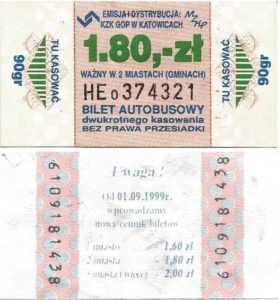 EMISJA I DYSTRYBUCJA:
KZK GOP W KATOWICACH
1.80,-zł
WAŻNY W 2 MIASTACH (GMINACH)
HE0374321
BILET AUTOBUSOWY
dwukrotnego kasowania
BEZ PRAWA PRZESIADKI
TU KASOWAĆ
90gr
TU KASOWAĆ
90gr
Uwaga !
Od 01.09.1999r.
wprowadzamy
nowy cennik biletów
1 miasto - 1,60 zł
2 miasta - 1,80 zł
3 miasta i więcej - 2,00 zł
6109181438
6109181438